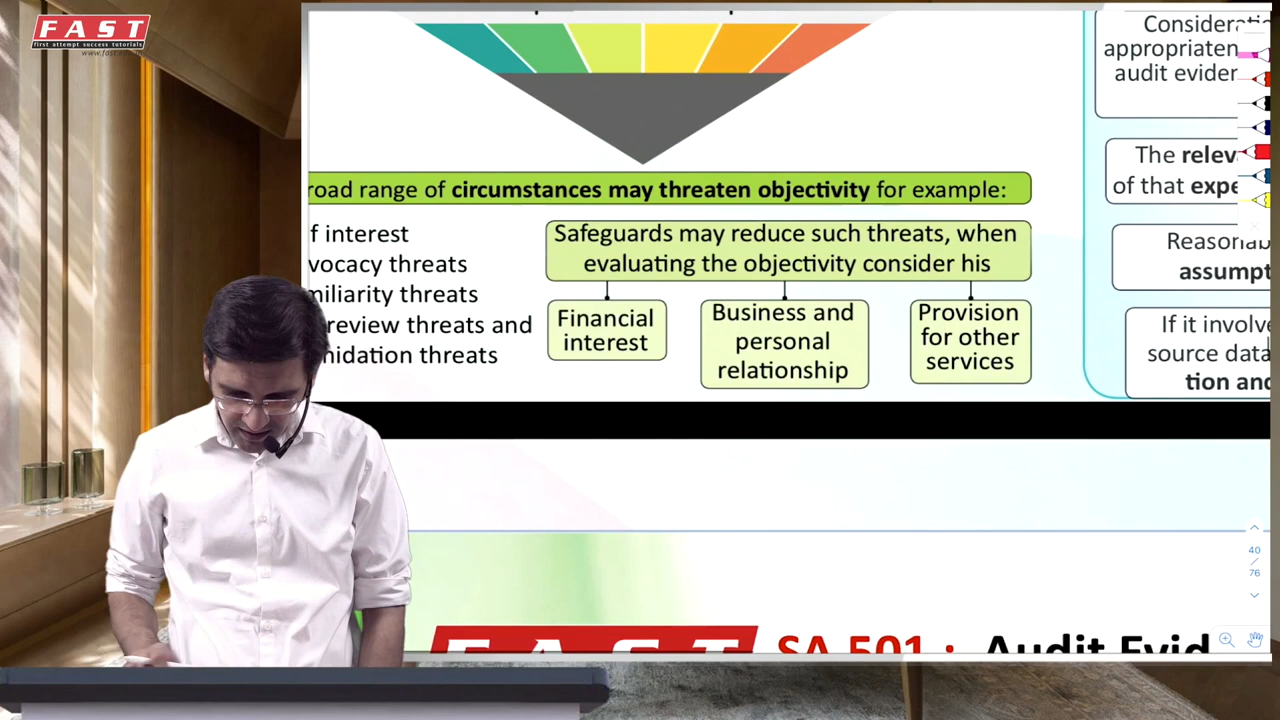 FAST
first attempt success tutorials
road range of circumstances may threaten objectivity for example:
f interest
vocacy threats
miliarity threats
review threats and
nidation threats
Safeguards may reduce such threats, when
evaluating the objectivity consider his
Financial
interest
Business and
personal
relationship
Provision
for other
services
appropriaten
audit eviden
The relev
of that expe
Reasonab
assumpt
If it involve
source data
tion and
40
/
76
FAST
SA 501 : Audit Evid